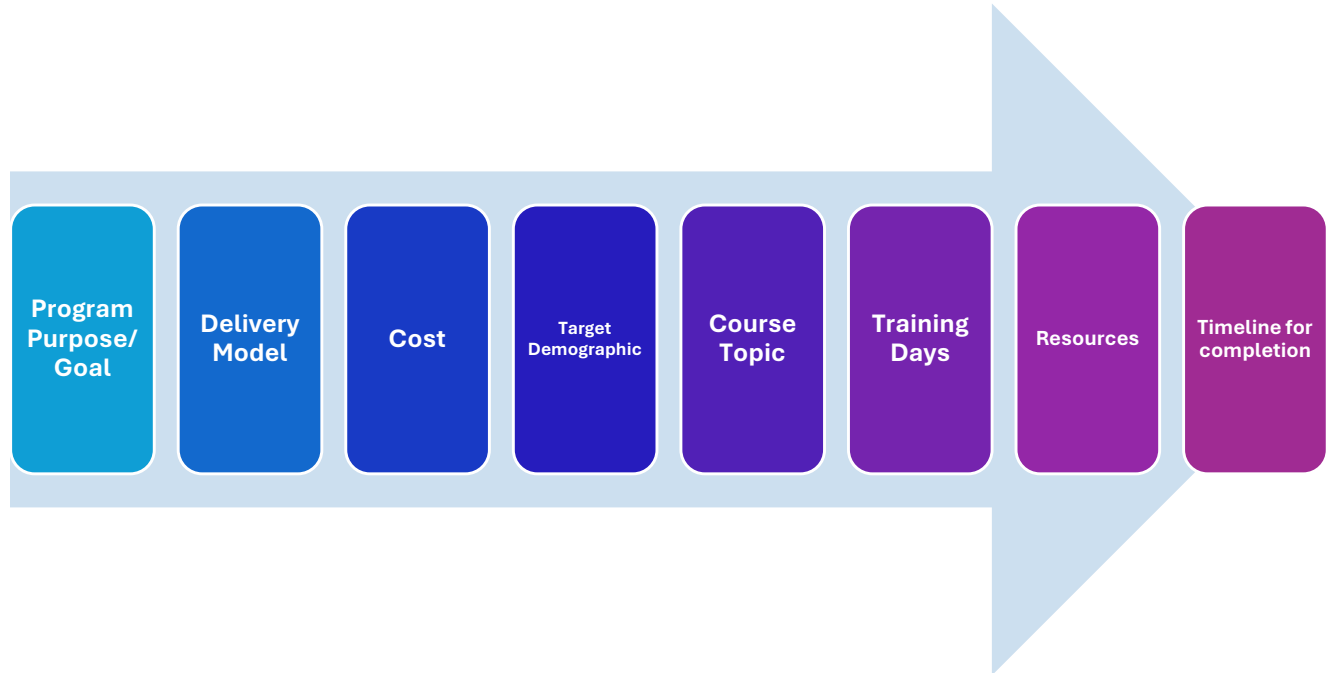 Program
Purpose/
Goal
Delivery
Model
Cost
Target
Demographic
Course
Topic
Training
Days
Resources
Timeline for
completion